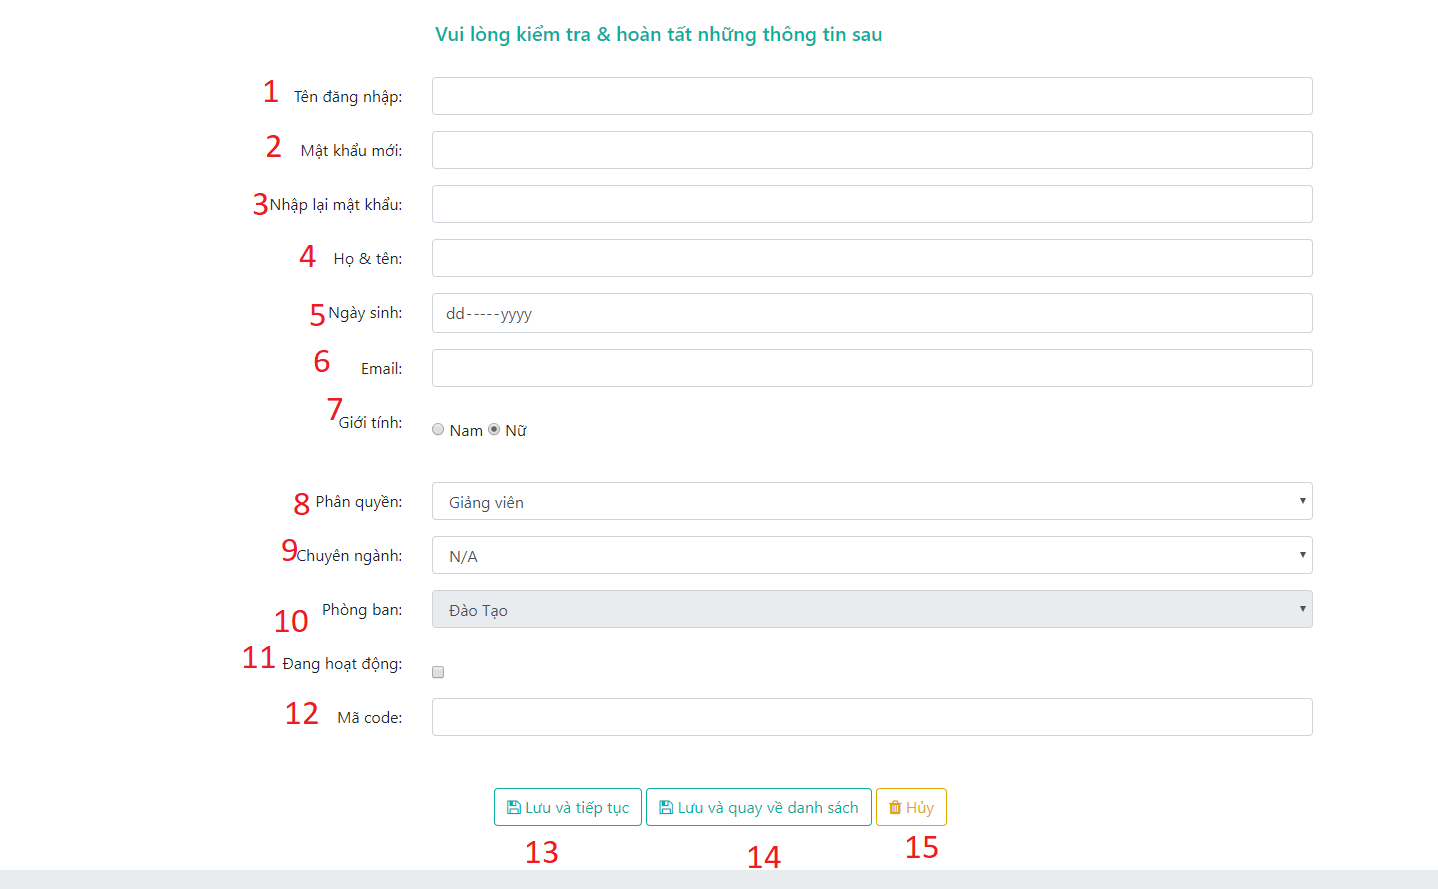 Vui lòng kiểm tra & hoàn tất những thông tin sau
1 Tên đăng nhập:
2 Mật khẩu mới:
3 Nhập lại mật khẩu:
4 Họ & tên:
5 Ngày sinh: dd-----yyyy
6 Email:
7 Giới tính: Nam Nữ
8 Phân quyền: Giảng viên
9 Chuyên ngành: N/A
10 Phòng ban: Đào Tạo
11 Đang hoạt động:
12 Mã code:
Lưu và tiếp tục Lưu và quay về danh sách Hủy
13 14 15